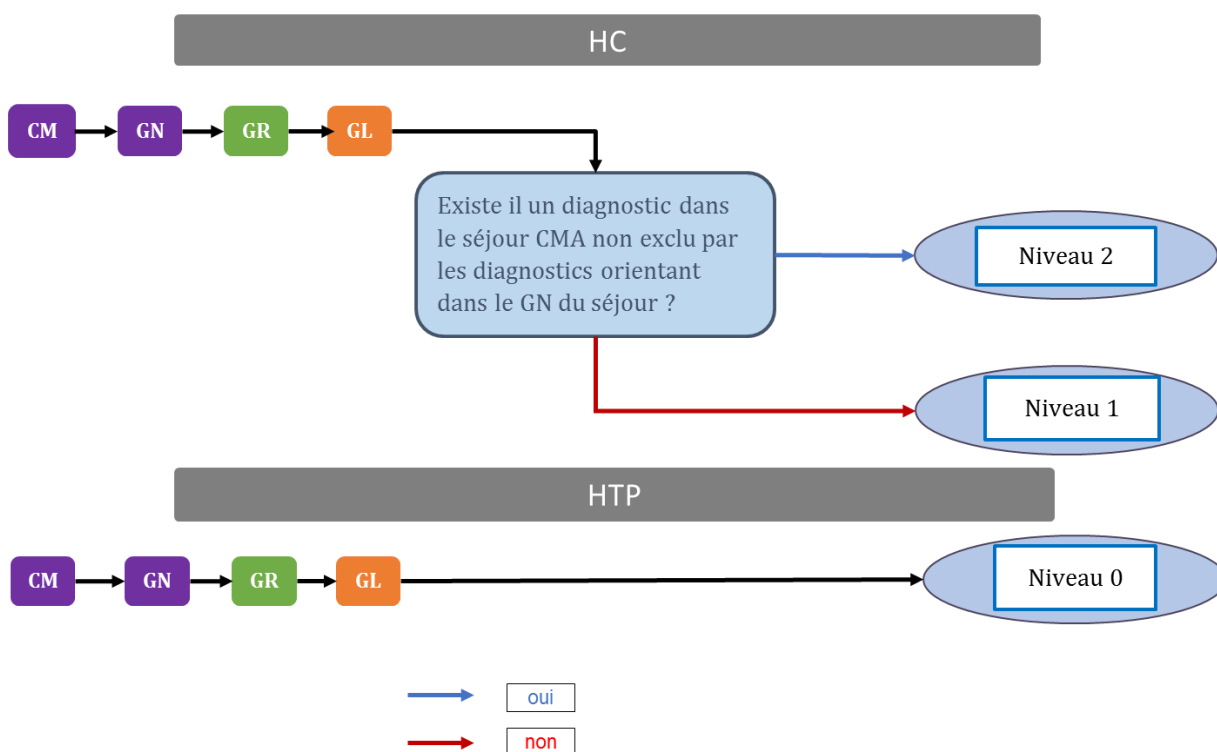 HC
CM
GN
GR
GL
Existe il un diagnostic dans
le séjour CMA non exclu par
les diagnostics orientant
dans le GN du séjour ?
Niveau 2
Niveau 1
HTP
CM
GN
GR
GL
Niveau 0
oui
non